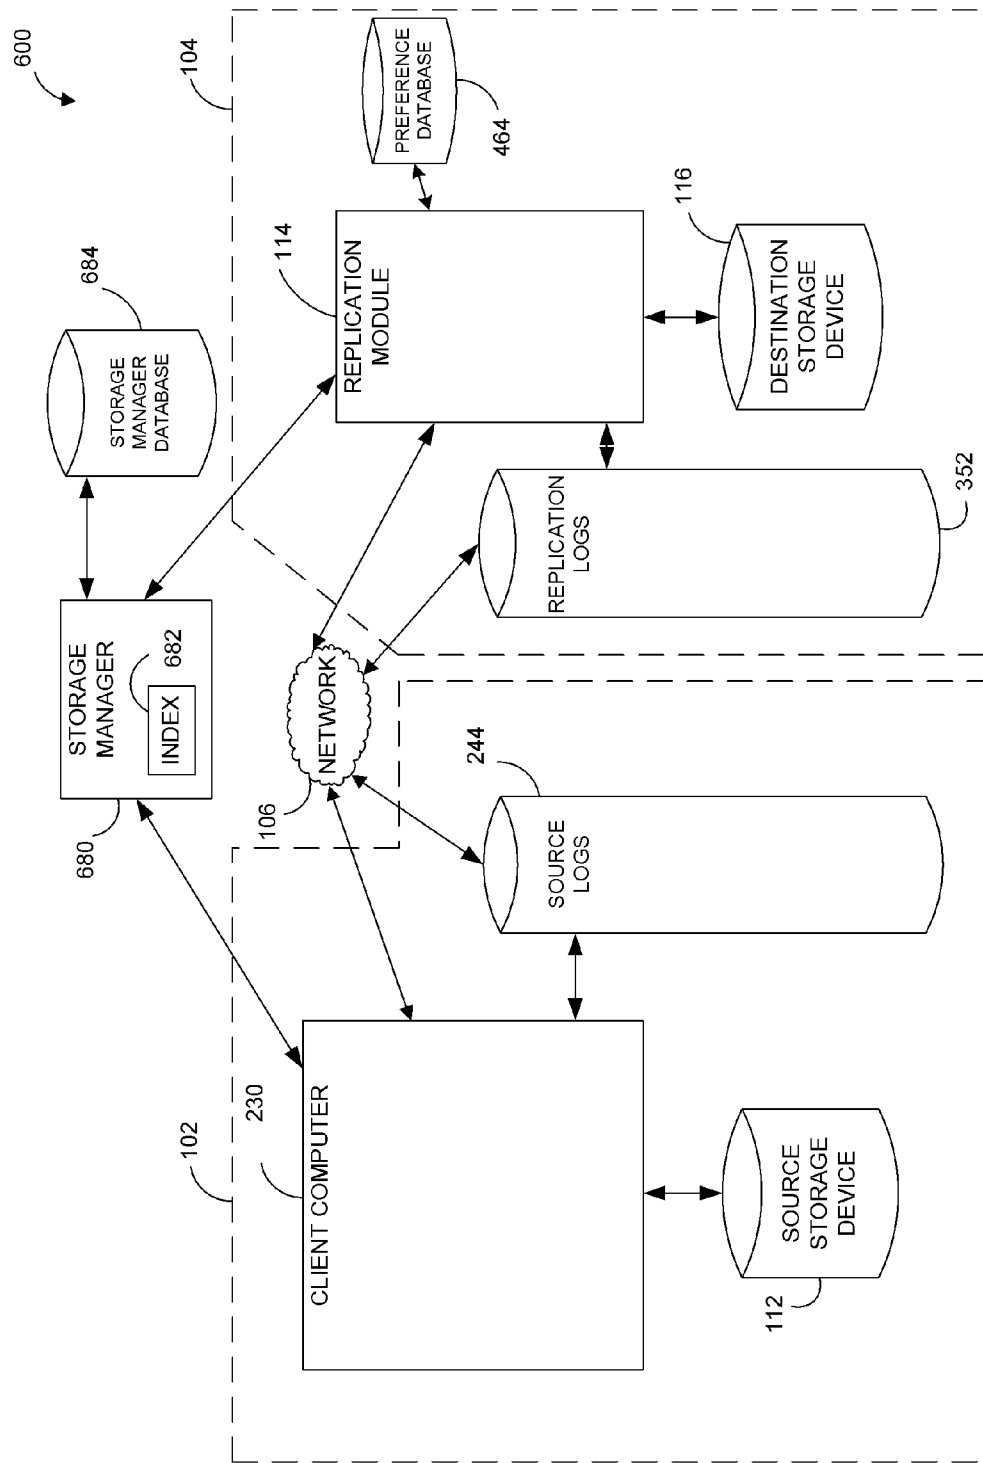 600
STORAGE
MANAGER
INDEX
682
680
STORAGE
MANAGER
DATABASE
684
102
104
NETWORK
106
CLIENT COMPUTER
230
REPLICATION
MODULE
114
PREFERENCE
DATABASE
464
SOURCE
LOGS
244
REPLICATION
LOGS
352
SOURCE
STORAGE
DEVICE
112
DESTINATION
STORAGE
DEVICE
116